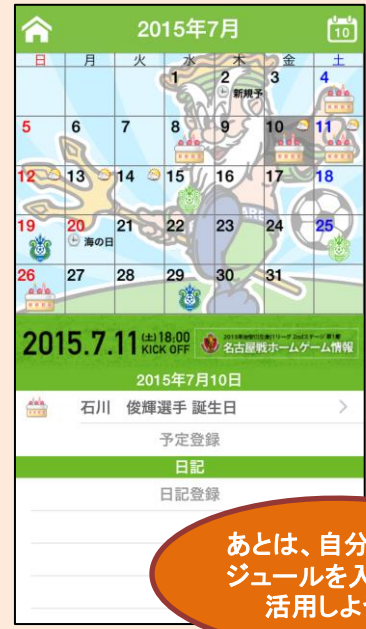 2015年7月
10
日 月 火 水 木 金 土
1 2 3 4
新規予
5 6 7 8 9 10 11
12 13 14 15 16 17 18
19 20 21 22 23 24 25
海の日
26 27 28 29 30 31
2015.7.11 (土)18:00 KICK OFF
名古屋戦ホームゲーム情報
2015年7月10日
石川 俊輝選手 誕生日
予定登録
日記
日記登録
あとは、自分
ジュールを入
活用しよ